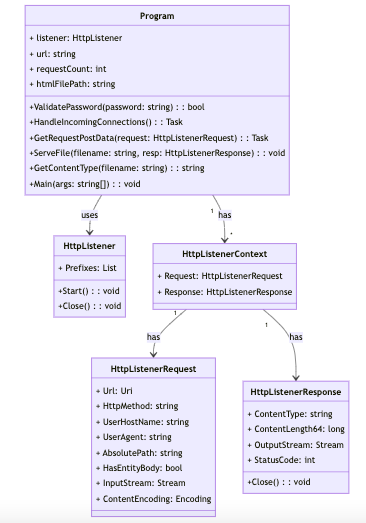 Program
+ listener: HttpListener
+ url: string
+ requestCount: int
+ htmlFilePath: string
+ValidatePassword(password: string) : : bool
+HandleIncomingConnections() : : Task
+GetRequestPostData(request: HttpListenerRequest) : : Task
+ServeFile(filename: string, resp: HttpListenerResponse) : : void
+GetContentType(filename: string) : : string
+Main(args: string[]) : : void
uses
1
has
*
HttpListener
+ Prefixes: List
+Start() : : void
+Close() : : void
HttpListenerContext
+ Request: HttpListenerRequest
+ Response: HttpListenerResponse
1
has
1
has
HttpListenerRequest
+ Url: Uri
+ HttpMethod: string
+ UserHostName: string
+ UserAgent: string
+ AbsolutePath: string
+ HasEntityBody: bool
+ InputStream: Stream
+ ContentEncoding: Encoding
HttpListenerResponse
+ ContentType: string
+ ContentLength64: long
+ OutputStream: Stream
+ StatusCode: int
+Close() : : void